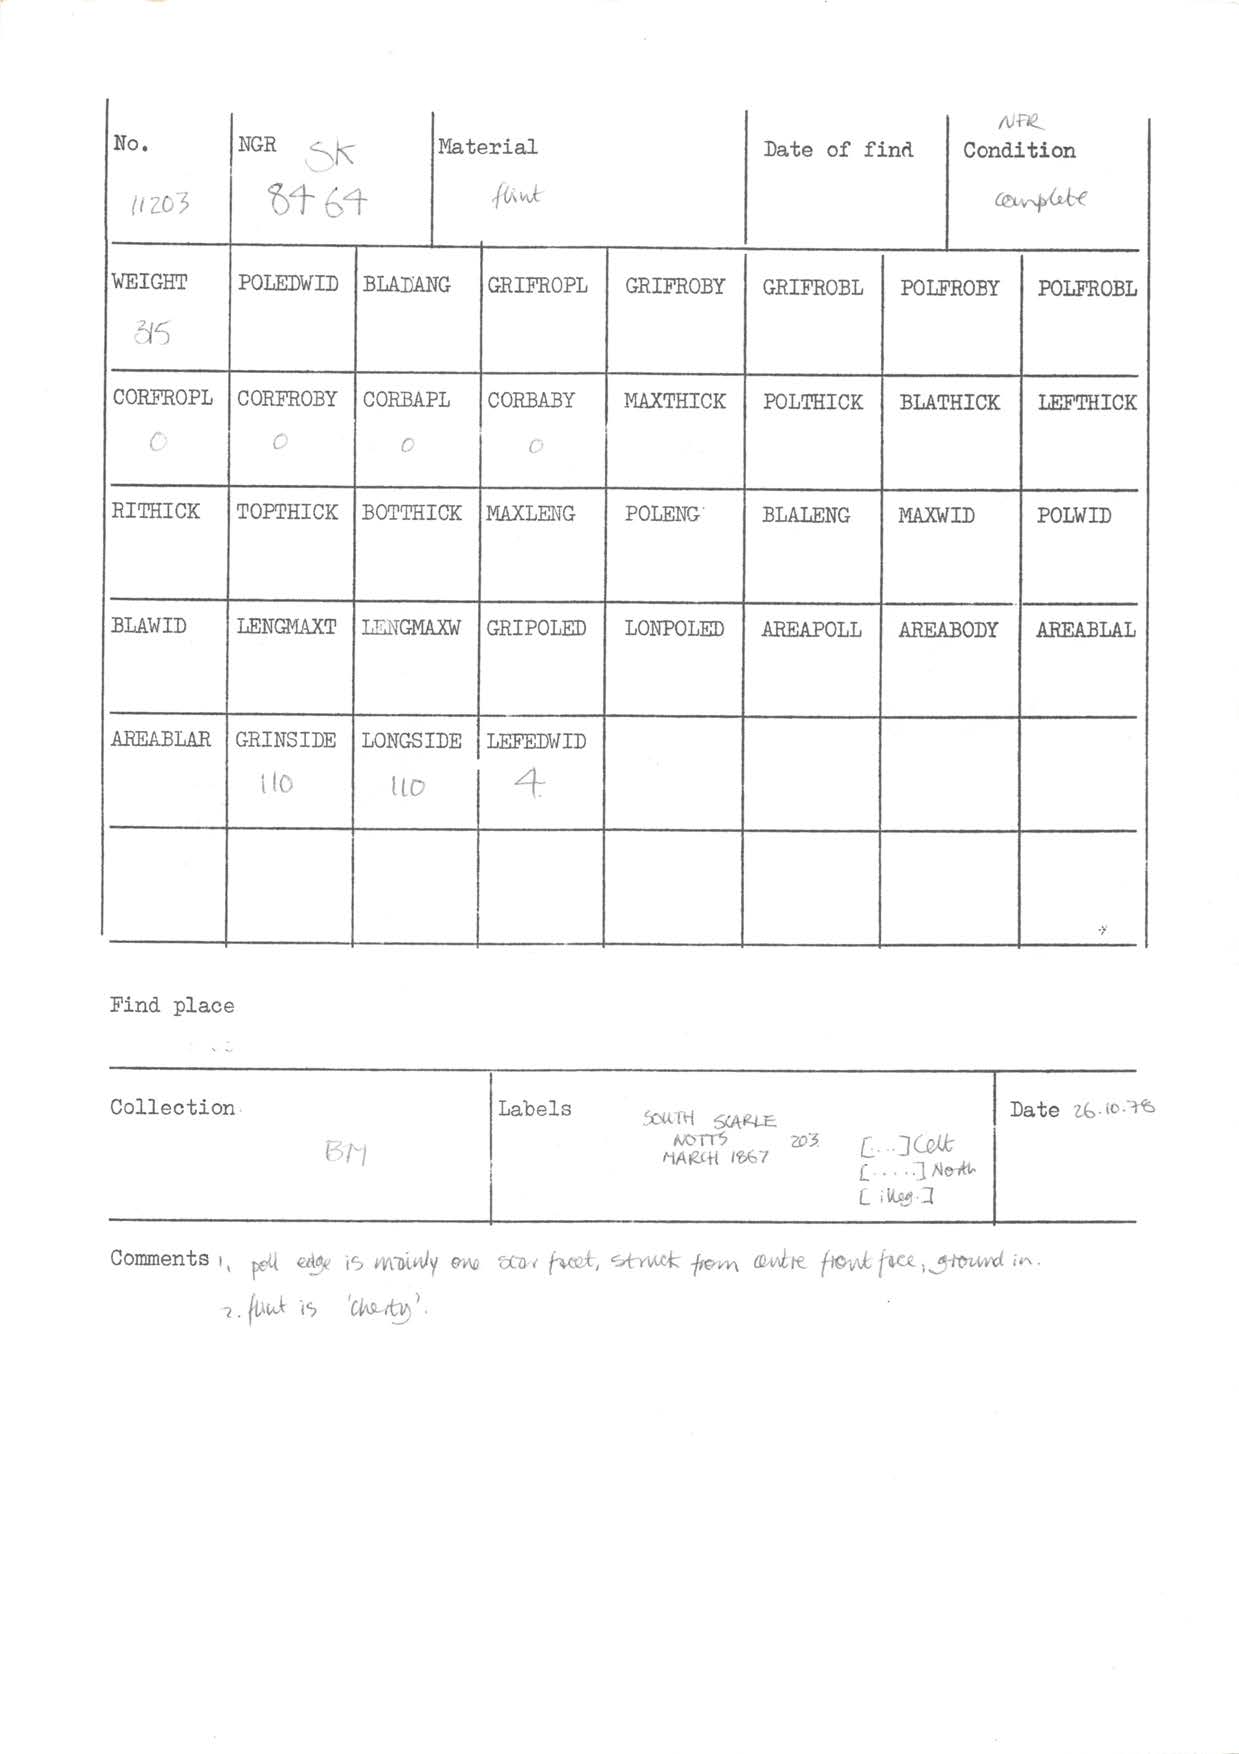 No. NGR SK Material Date of find NFR Condition
11203 8464 flint complete
WEIGHT POLEDWID BLADANG GRIFROPL GRIFROBY GRIFROBL POLFROBY POLFROBL
315
CORFROPL CORFROBY CORBAPL CORBABY MAXTHICK POLTHICK BLATHICK LEFTHICK
0 0 0 0
RITHICK TOPTHICK BOTTHICK MAXLENG POLENG BLALENG MAXWID POLWID
BLAWID LENGMAXT LENGMAXW GRIPOLED LONPOLED AREAPOLL AREABODY AREABLAL
AREABLAR GRINSIDE LONGSIDE LEFEDWID
110 110 4
Find place
Collection
BM
Labels
SOUTH SCARLE
NOTTS 203
MARCH 1867
[...] Celt
[.....] North
[illeg.]
Date 26.10.78
Comments 1. poll edge is mainly one scar facet, struck from centre front face, ground in.
2. flint is 'cherty'.